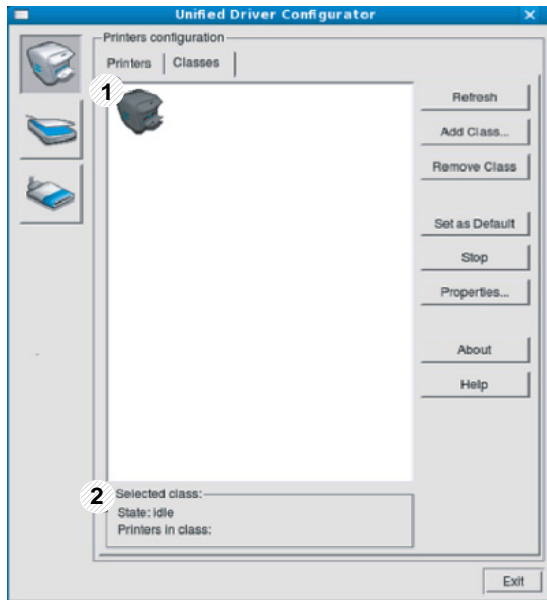 Unified Driver Configurator
Printers configuration
Printers Classes
1
Refresh
Add Class...
Remove Class
Set as Default
Stop
Properties...
About
Help
2
Selected class:
State: idle
Printers in class:
Exit